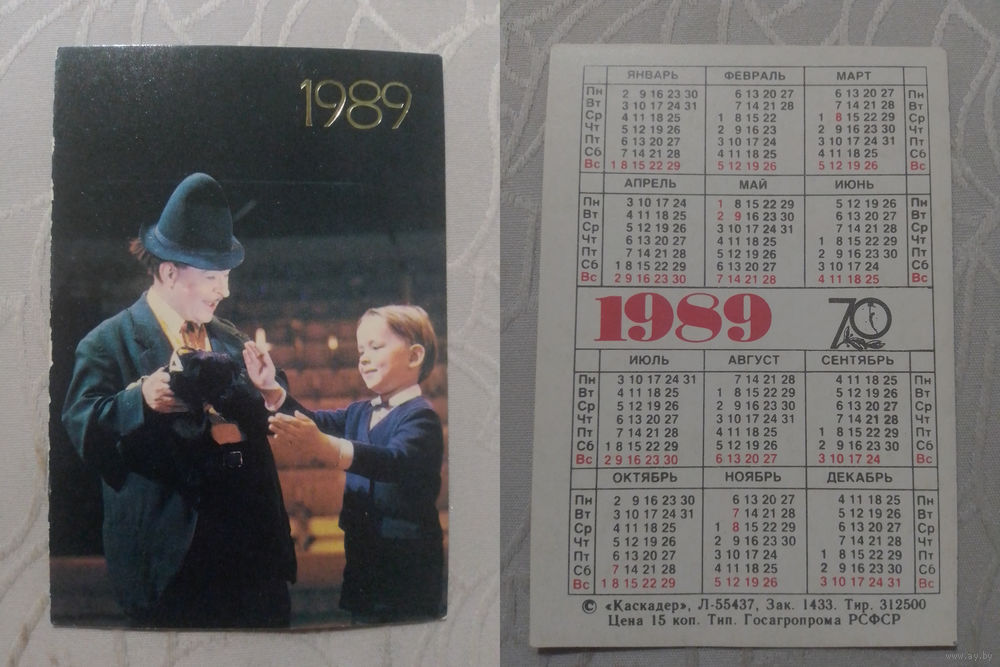 1989
ЯНВАРЬ ФЕВРАЛЬ МАРТ
Пн 2 9 16 23 30 6 13 20 27 6 13 20 27 Пн
Вт 3 10 17 24 31 7 14 21 28 7 14 21 28 Вт
Ср 4 11 18 25 1 8 15 22 1 8 15 22 29 Ср
Чт 5 12 19 26 2 9 16 23 2 9 16 23 30 Чт
Пт 6 13 20 27 3 10 17 24 3 10 17 24 31 Пт
Сб 7 14 21 28 4 11 18 25 4 11 18 25 Сб
Вс 1 8 15 22 29 5 12 19 26 5 12 19 26 Вс
АПРЕЛЬ МАЙ ИЮНЬ
Пн 3 10 17 24 1 8 15 22 29 5 12 19 26 Пн
Вт 4 11 18 25 2 9 16 23 30 6 13 20 27 Вт
Ср 5 12 19 26 3 10 17 24 31 7 14 21 28 Ср
Чт 6 13 20 27 4 11 18 25 1 8 15 22 29 Чт
Пт 7 14 21 28 5 12 19 26 2 9 16 23 30 Пт
Сб 1 8 15 22 29 6 13 20 27 3 10 17 24 Сб
Вс 2 9 16 23 30 7 14 21 28 4 11 18 25 Вс
1989 70
ИЮЛЬ АВГУСТ СЕНТЯБРЬ
Пн 3 10 17 24 31 7 14 21 28 4 11 18 25 Пн
Вт 4 11 18 25 1 8 15 22 29 5 12 19 26 Вт
Ср 5 12 19 26 2 9 16 23 30 6 13 20 27 Ср
Чт 6 13 20 27 3 10 17 24 31 7 14 21 28 Чт
Пт 7 14 21 28 4 11 18 25 1 8 15 22 29 Пт
Сб 1 8 15 22 29 5 12 19 26 2 9 16 23 30 Сб
Вс 2 9 16 23 30 6 13 20 27 3 10 17 24 Вс
ОКТЯБРЬ НОЯБРЬ ДЕКАБРЬ
Пн 2 9 16 23 30 6 13 20 27 4 11 18 25 Пн
Вт 3 10 17 24 31 7 14 21 28 5 12 19 26 Вт
Ср 4 11 18 25 1 8 15 22 29 6 13 20 27 Ср
Чт 5 12 19 26 2 9 16 23 30 7 14 21 28 Чт
Пт 6 13 20 27 3 10 17 24 1 8 15 22 29 Пт
Сб 7 14 21 28 4 11 18 25 2 9 16 23 30 Сб
Вс 1 8 15 22 29 5 12 19 26 3 10 17 24 31 Вс
© «Каскадер», Л-55437, Зак. 1433. Тир. 312500
Цена 15 коп. Тип. Госагропрома РСФСР
www.ay.by